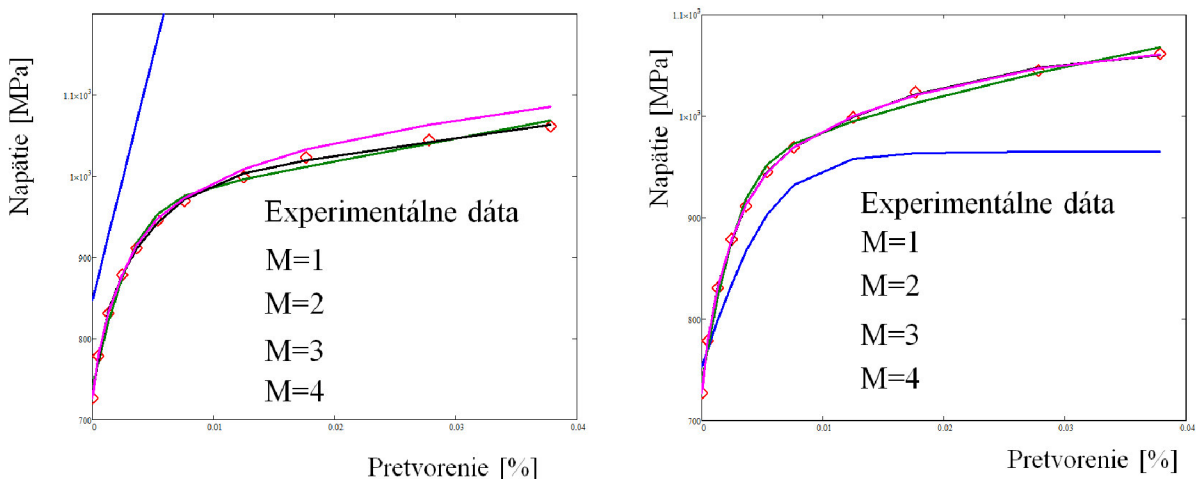 Napätie [MPa]
1.1×10³
1×10³
900
800
700
0
0.01
0.02
0.03
0.04
Experimentálne dáta
M=1
M=2
M=3
M=4
Pretvorenie [%]
Napätie [MPa]
1.1×10³
1×10³
900
800
700
0
0.01
0.02
0.03
0.04
Experimentálne dáta
M=1
M=2
M=3
M=4
Pretvorenie [%]